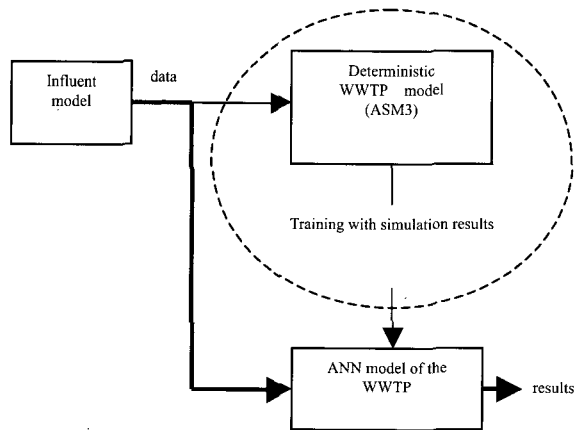 Influent
model
data
Deterministic
WWTP model
(ASM3)
Training with simulation results
ANN model of the
WWTP
results